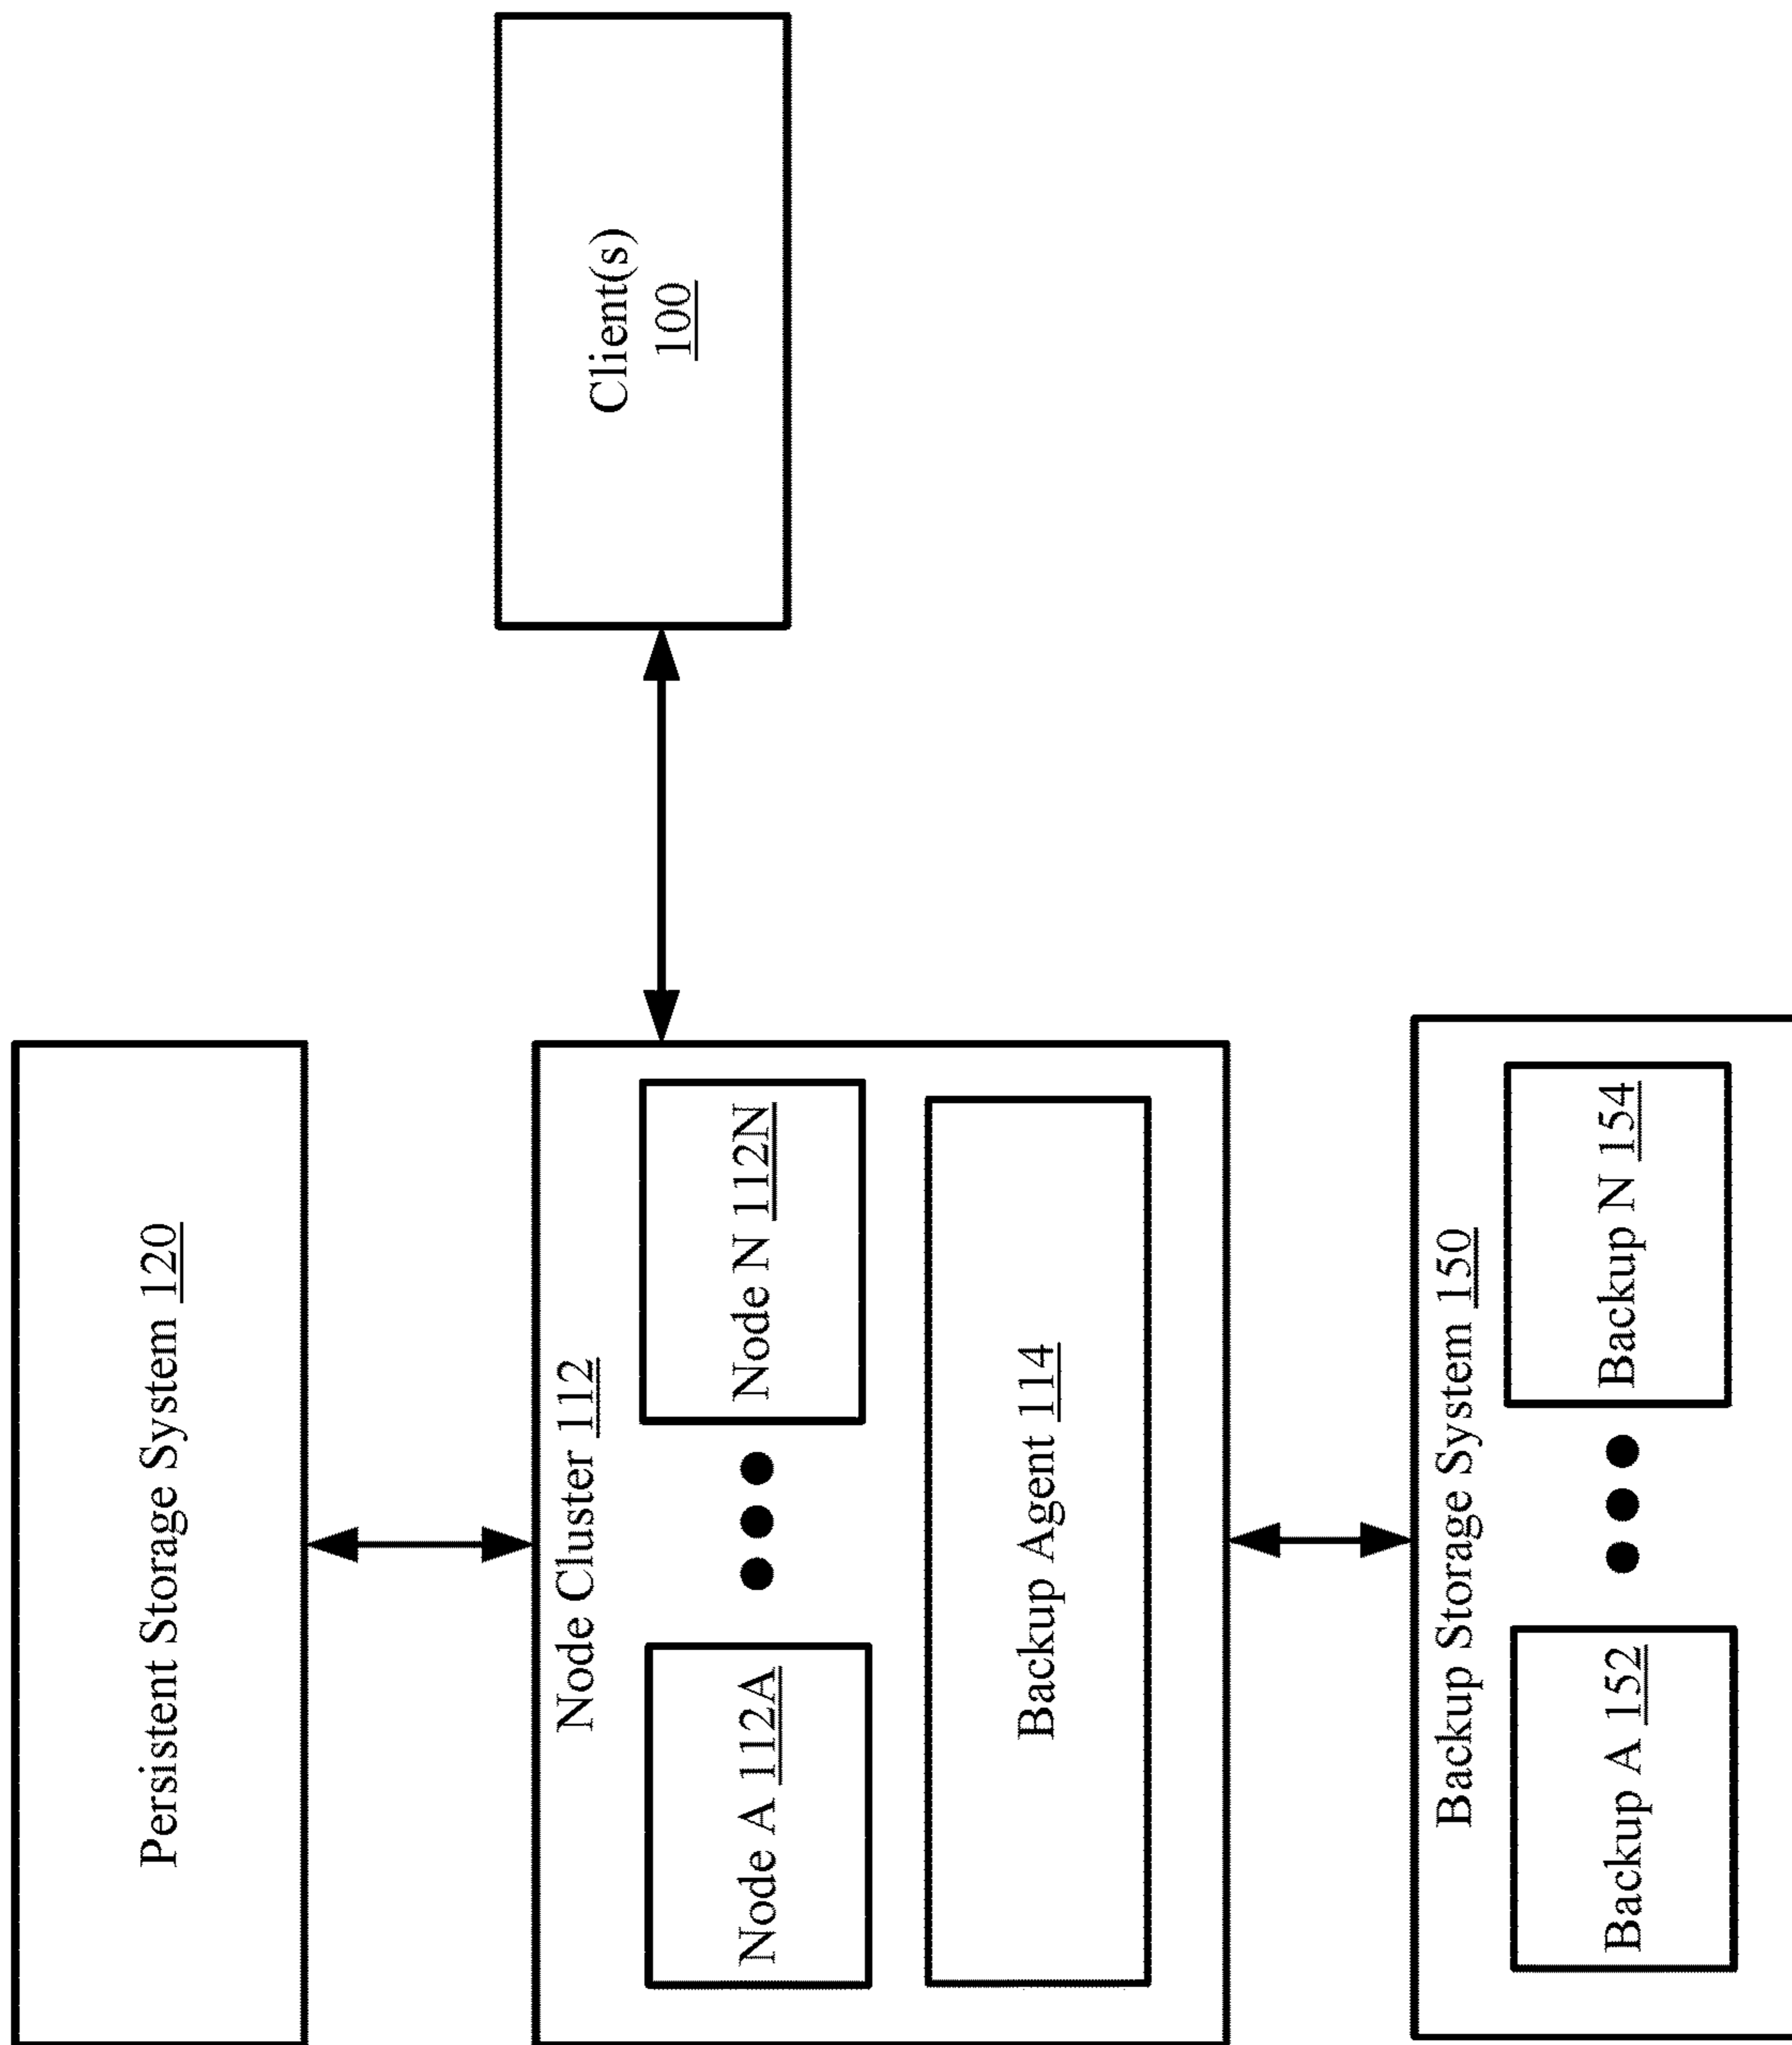 Persistent Storage System 120
Client(s)
100
Node Cluster 112
Node A 112A
Node N 112N
Backup Agent 114
Backup Storage System 150
Backup A 152
Backup N 154